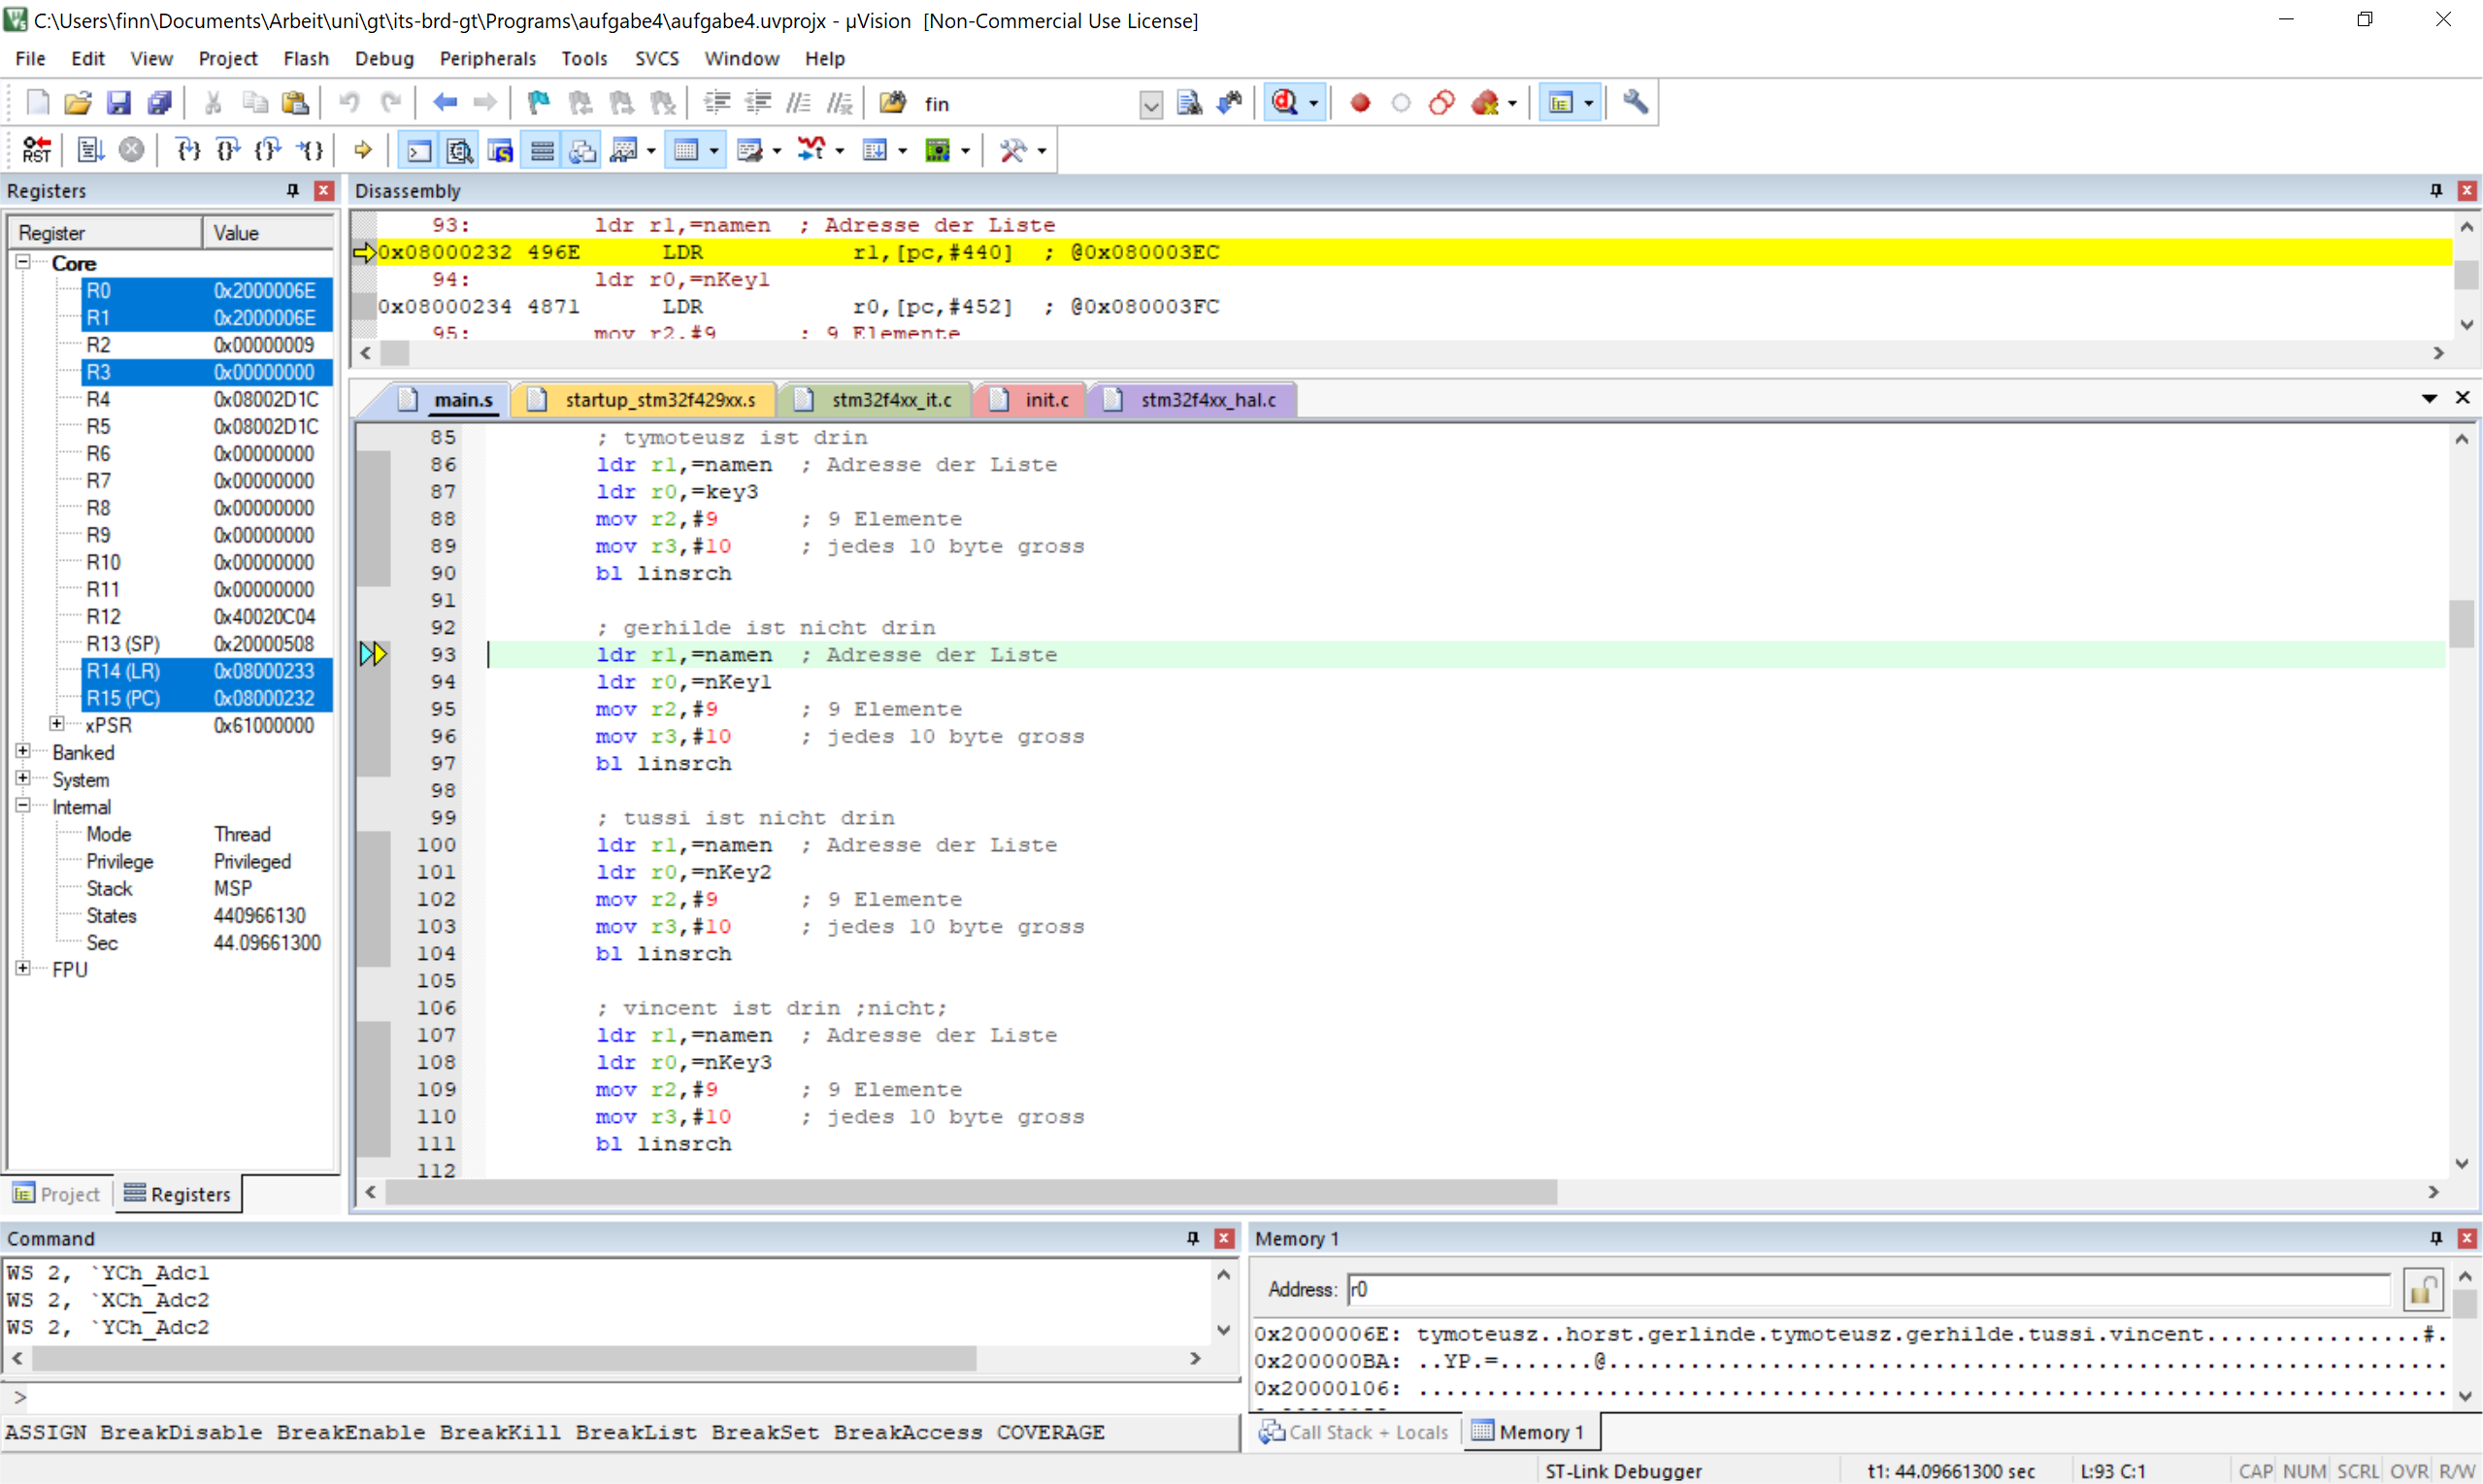 C:\Users\finn\Documents\Arbeit\uni\gt\its-brd-gt\Programs\aufgabe4\aufgabe4.uvprojx - µVision [Non-Commercial Use License]
File Edit View Project Flash Debug Peripherals Tools SVCS Window Help
fin
RST
Registers
Disassembly
Register Value
Core
R0 0x2000006E
R1 0x2000006E
R2 0x00000009
R3 0x00000000
R4 0x08002D1C
R5 0x08002D1C
R6 0x00000000
R7 0x00000000
R8 0x00000000
R9 0x00000000
R10 0x00000000
R11 0x00000000
R12 0x40020C04
R13 (SP) 0x20000508
R14 (LR) 0x08000233
R15 (PC) 0x08000232
xPSR 0x61000000
Banked
System
Internal
Mode Thread
Privilege Privileged
Stack MSP
States 440966130
Sec 44.09661300
FPU
Project Registers
93: ldr r1,=namen ; Adresse der Liste
0x08000232 496E LDR r1,[pc,#440] ; @0x080003EC
94: ldr r0,=nKey1
0x08000234 4871 LDR r0,[pc,#452] ; @0x080003FC
95: mov r2,#9 ; 9 Elemente
main.s startup_stm32f429xx.s stm32f4xx_it.c init.c stm32f4xx_hal.c
85 ; tymoteusz ist drin
86 ldr r1,=namen ; Adresse der Liste
87 ldr r0,=key3
88 mov r2,#9 ; 9 Elemente
89 mov r3,#10 ; jedes 10 byte gross
90 bl linsrch
91
92 ; gerhilde ist nicht drin
93 ldr r1,=namen ; Adresse der Liste
94 ldr r0,=nKey1
95 mov r2,#9 ; 9 Elemente
96 mov r3,#10 ; jedes 10 byte gross
97 bl linsrch
98
99 ; tussi ist nicht drin
100 ldr r1,=namen ; Adresse der Liste
101 ldr r0,=nKey2
102 mov r2,#9 ; 9 Elemente
103 mov r3,#10 ; jedes 10 byte gross
104 bl linsrch
105
106 ; vincent ist drin ;nicht;
107 ldr r1,=namen ; Adresse der Liste
108 ldr r0,=nKey3
109 mov r2,#9 ; 9 Elemente
110 mov r3,#10 ; jedes 10 byte gross
111 bl linsrch
112
Command
WS 2, `YCh_Adc1
WS 2, `XCh_Adc2
WS 2, `YCh_Adc2
>
ASSIGN BreakDisable BreakEnable BreakKill BreakList BreakSet BreakAccess COVERAGE
Memory 1
Address: r0
0x2000006E: tymoteusz..horst.gerlinde.tymoteusz.gerhilde.tussi.vincent................#.
0x200000BA: ..YP.=.......@..............................................................
0x20000106: ............................................................................
Call Stack + Locals Memory 1
ST-Link Debugger t1: 44.09661300 sec L:93 C:1 CAP NUM SCRL OVR R/W